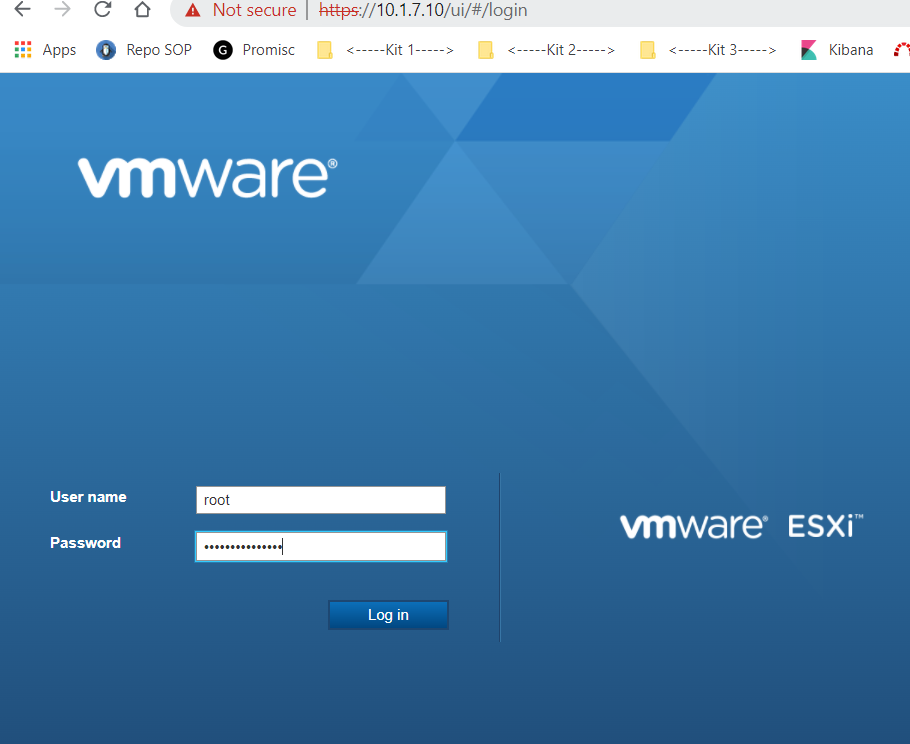 Not secure | https://10.1.7.10/ui/#/login
Apps Repo SOP G Promisc <-----Kit 1-----> <-----Kit 2-----> <-----Kit 3-----> Kibana
vmware®
User name root
Password •••••••••••••••
vmware® ESXi™
Log in